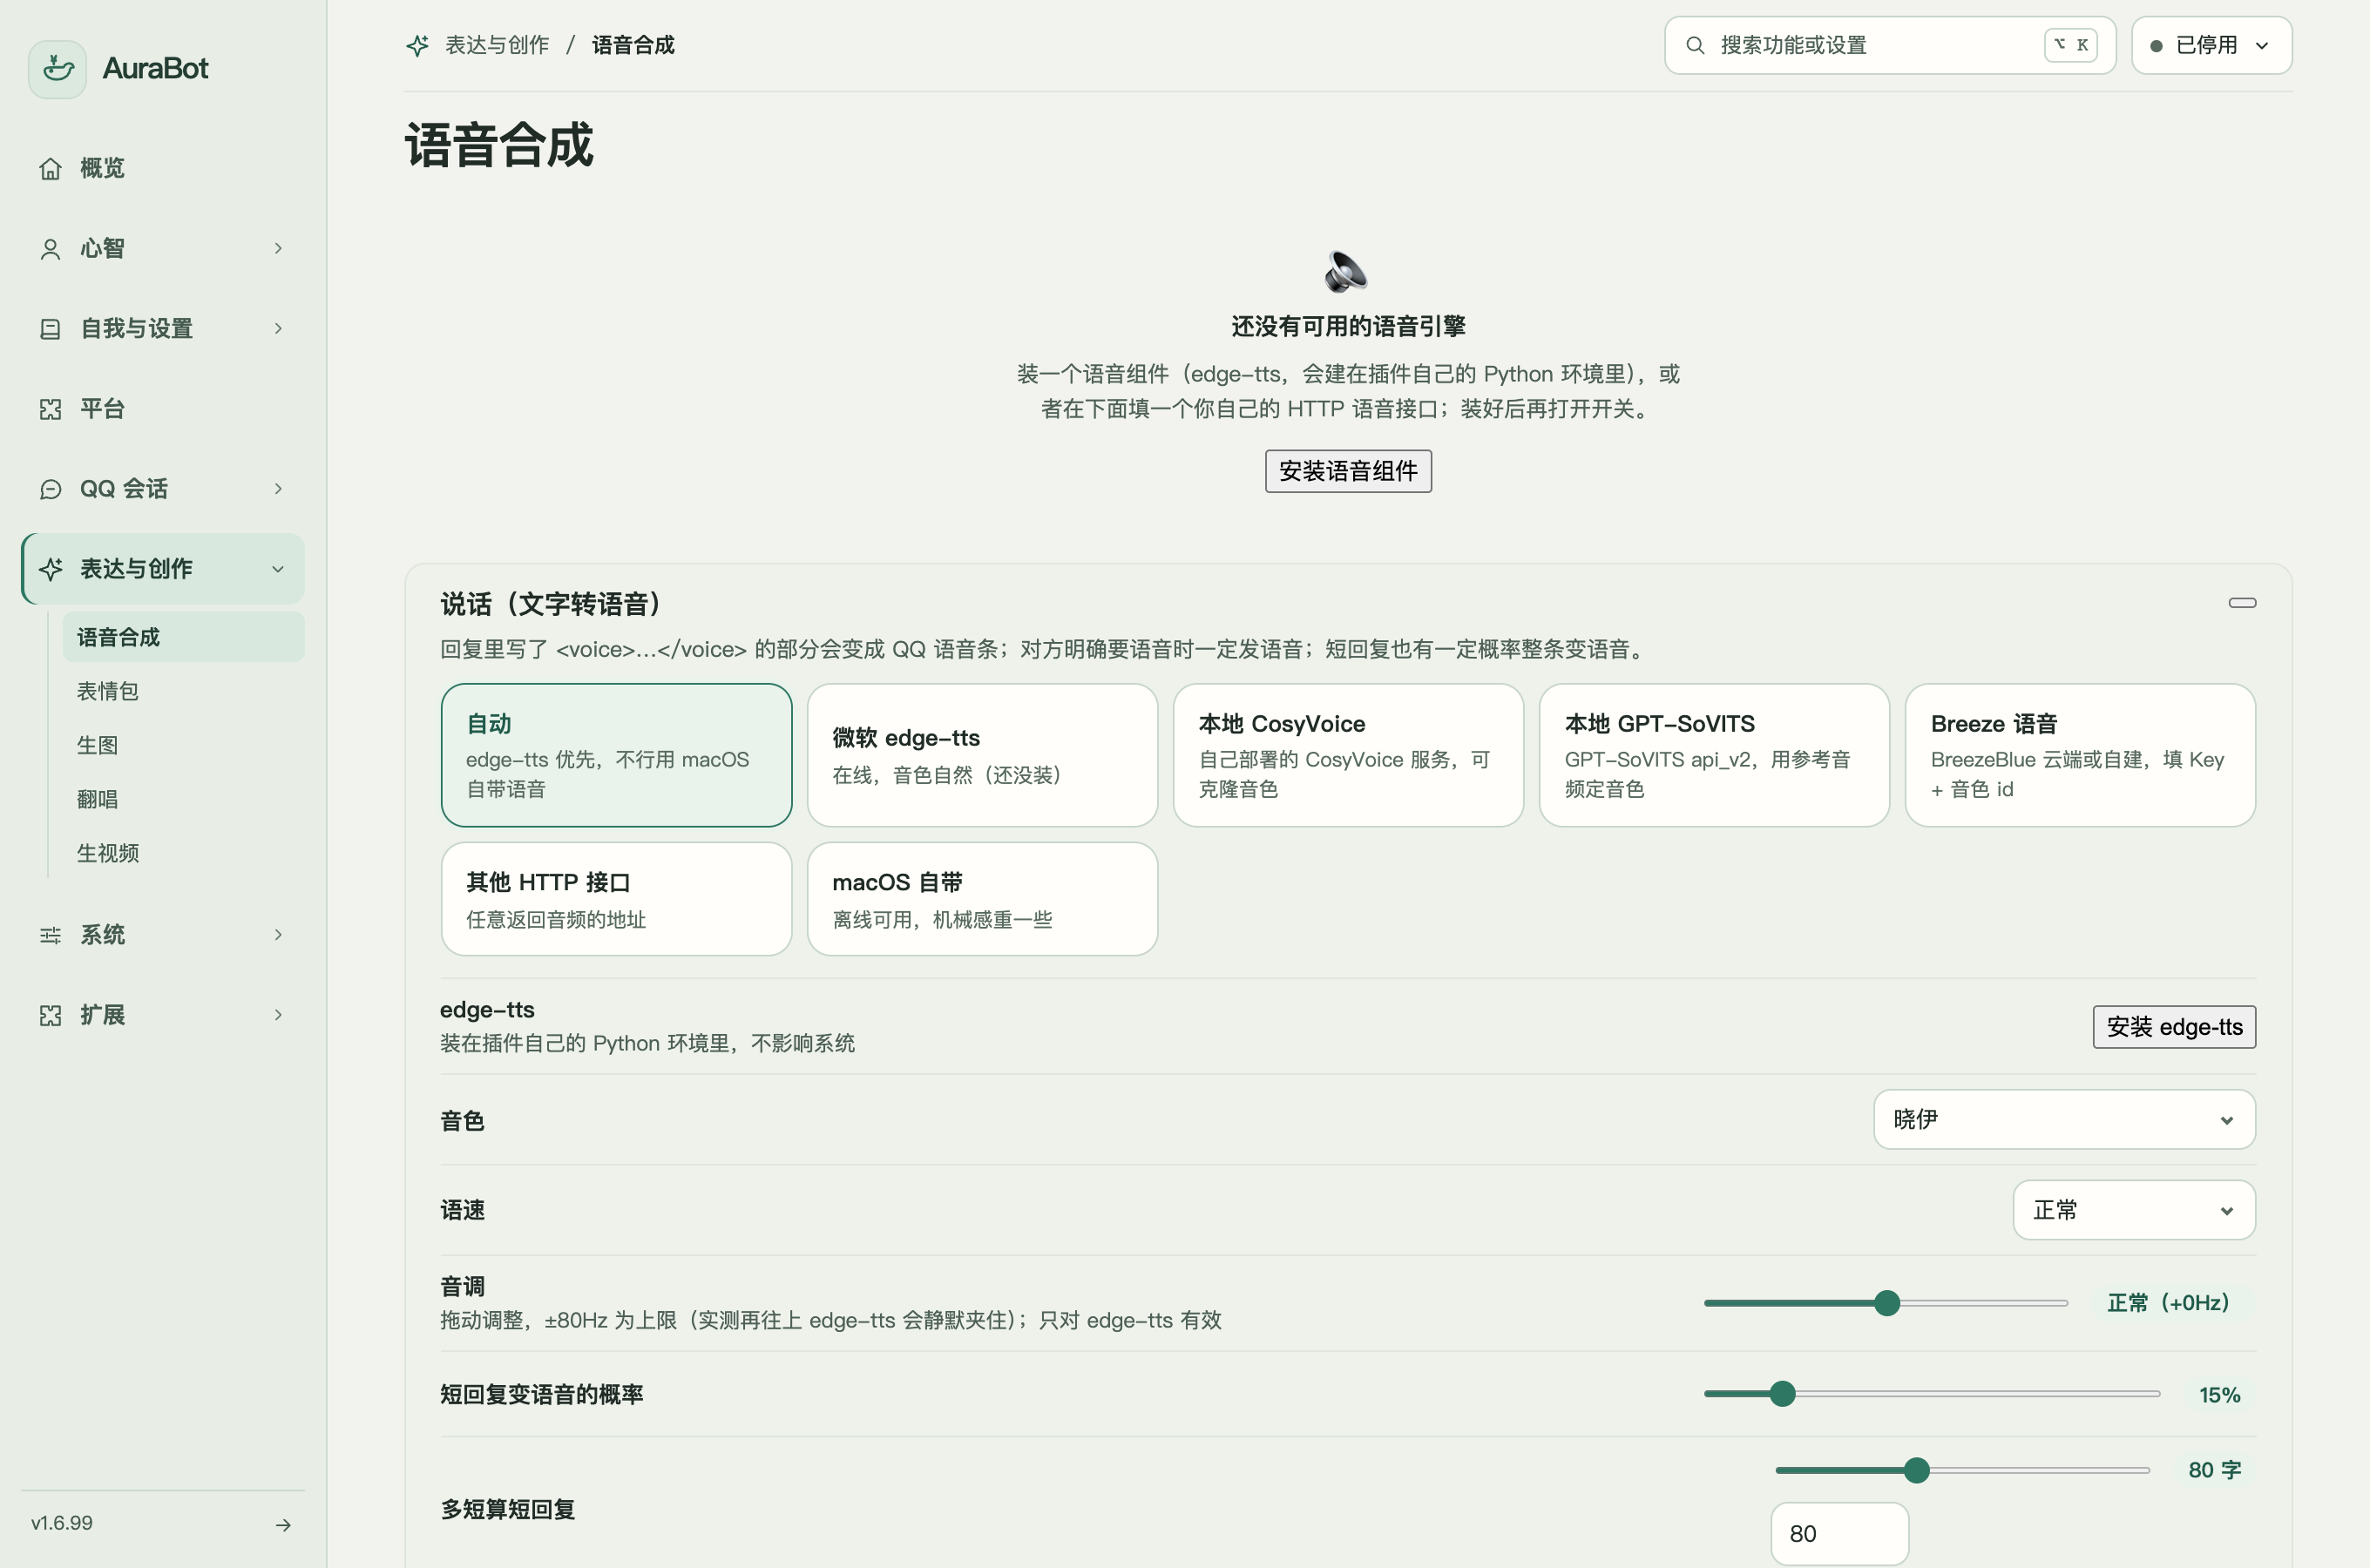 AuraBot
概览
心智
自我与设置
平台
QQ 会话
表达与创作
语音合成
表情包
生图
翻唱
生视频
系统
扩展
v1.6.99
表达与创作 / 语音合成
搜索功能或设置
⌥ K
已停用
语音合成
还没有可用的语音引擎
装一个语音组件（edge-tts，会建在插件自己的 Python 环境里），或
者在下面填一个你自己的 HTTP 语音接口；装好后再打开开关。
安装语音组件
说话（文字转语音）
回复里写了 <voice>…</voice> 的部分会变成 QQ 语音条；对方明确要语音时一定发语音；短回复也有一定概率整条变语音。
自动
edge-tts 优先，不行用 macOS
自带语音
微软 edge-tts
在线，音色自然（还没装）
本地 CosyVoice
自己部署的 CosyVoice 服务，可
克隆音色
本地 GPT-SoVITS
GPT-SoVITS api_v2，用参考音
频定音色
Breeze 语音
BreezeBlue 云端或自建，填 Key
+ 音色 id
其他 HTTP 接口
任意返回音频的地址
macOS 自带
离线可用，机械感重一些
edge-tts
装在插件自己的 Python 环境里，不影响系统
安装 edge-tts
音色
晓伊
语速
正常
音调
拖动调整，±80Hz 为上限（实测再往上 edge-tts 会静默夹住）；只对 edge-tts 有效
正常（+0Hz）
短回复变语音的概率
15%
多短算短回复
80 字
80